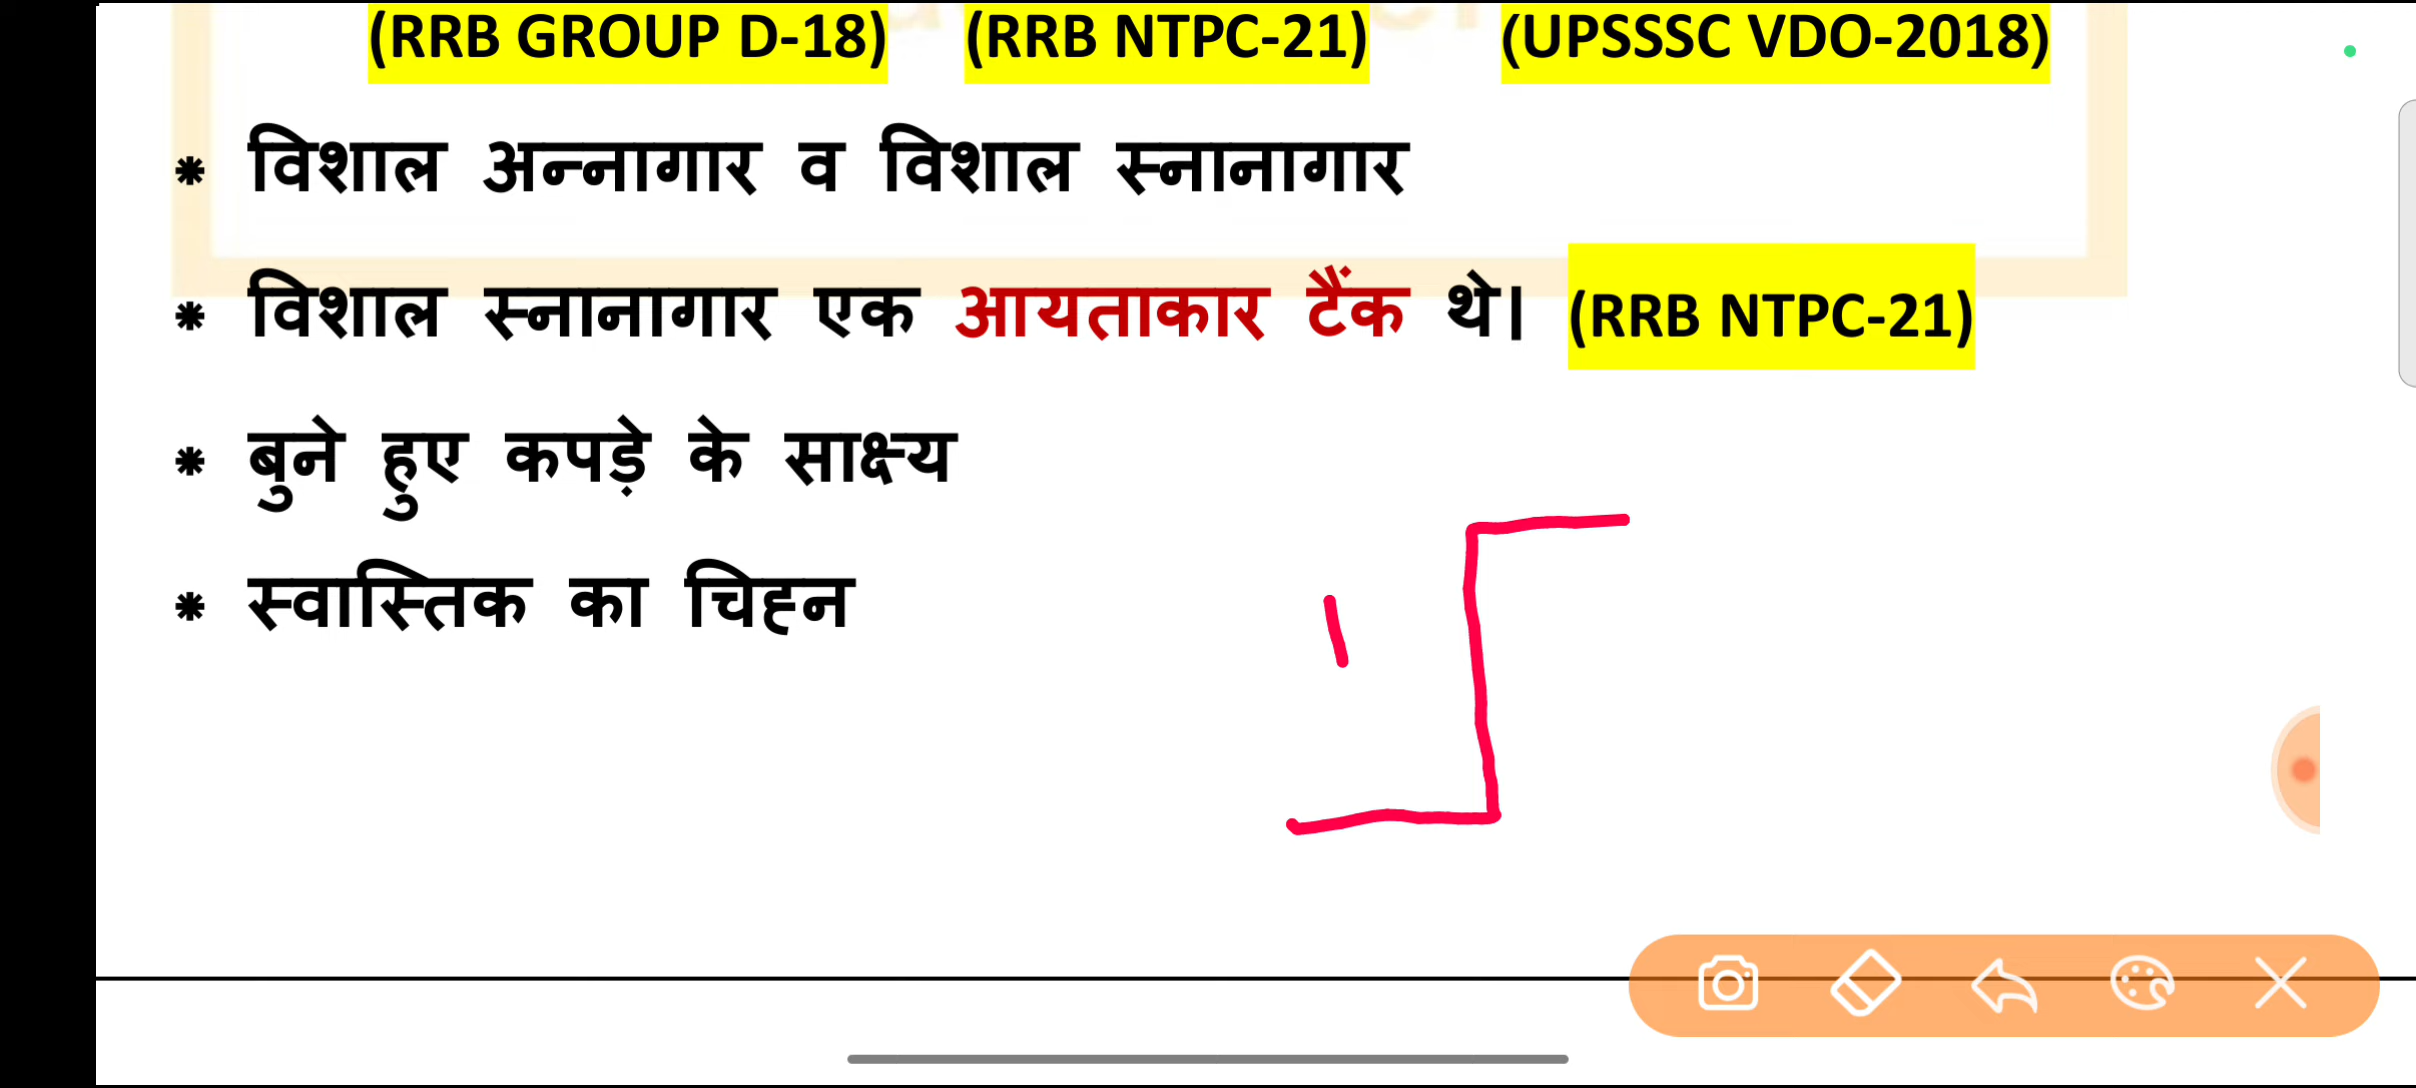 (RRB GROUP D-18) (RRB NTPC-21) (UPSSSC VDO-2018)
* विशाल अन्नागार व विशाल स्नानागार
* विशाल स्नानागार एक आयताकार टैंक थे। (RRB NTPC-21)
* बुने हुए कपड़े के साक्ष्य
* स्वास्तिक का चिह्न